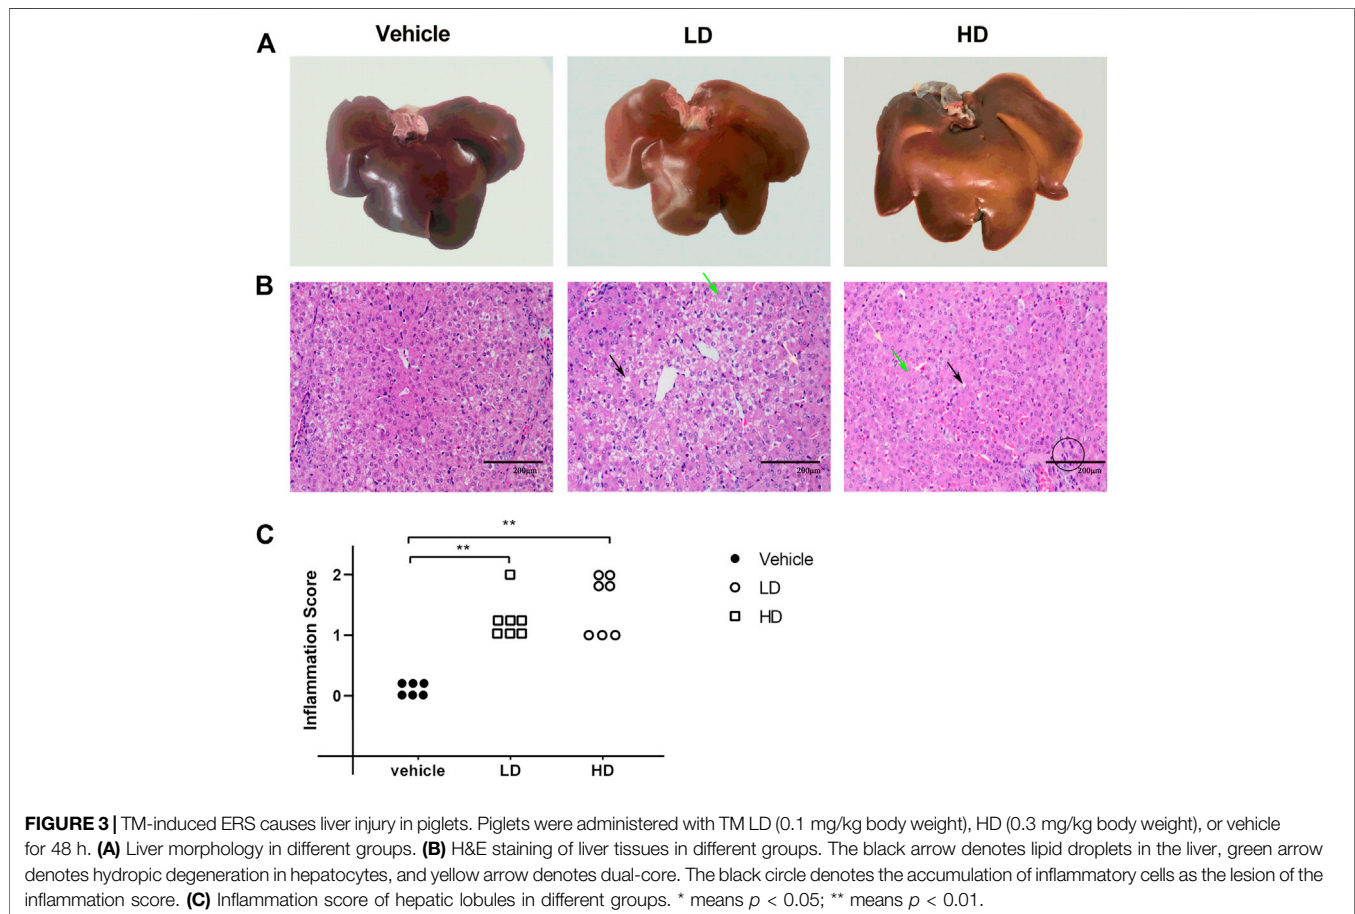 A
Vehicle
LD
HD
B
200μm
200μm
200μm
C
**
**
Inflammation Score
2
1
0
vehicle
LD
HD
Vehicle
LD
HD
FIGURE 3 | TM-induced ERS causes liver injury in piglets. Piglets were administered with TM LD (0.1 mg/kg body weight), HD (0.3 mg/kg body weight), or vehicle
for 48 h. (A) Liver morphology in different groups. (B) H&E staining of liver tissues in different groups. The black arrow denotes lipid droplets in the liver, green arrow
denotes hydropic degeneration in hepatocytes, and yellow arrow denotes dual-core. The black circle denotes the accumulation of inflammatory cells as the lesion of the
inflammation score. (C) Inflammation score of hepatic lobules in different groups. * means p < 0.05; ** means p < 0.01.